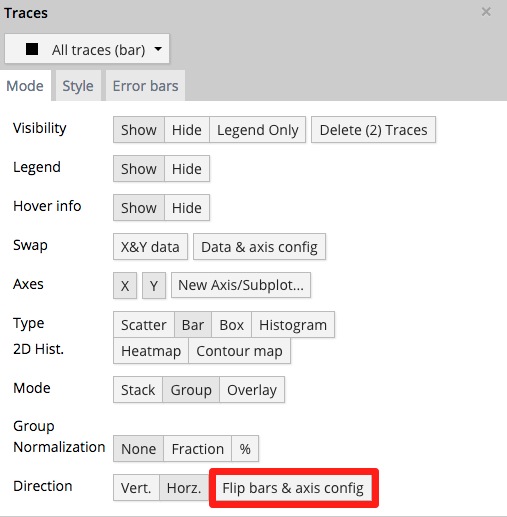 Traces ×
All traces (bar)
Mode Style Error bars
Visibility Show Hide Legend Only Delete (2) Traces
Legend Show Hide
Hover info Show Hide
Swap X&Y data Data & axis config
Axes X Y New Axis/Subplot...
Type Scatter Bar Box Histogram
2D Hist. Heatmap Contour map
Mode Stack Group Overlay
Group
Normalization None Fraction %
Direction Vert. Horz. Flip bars & axis config